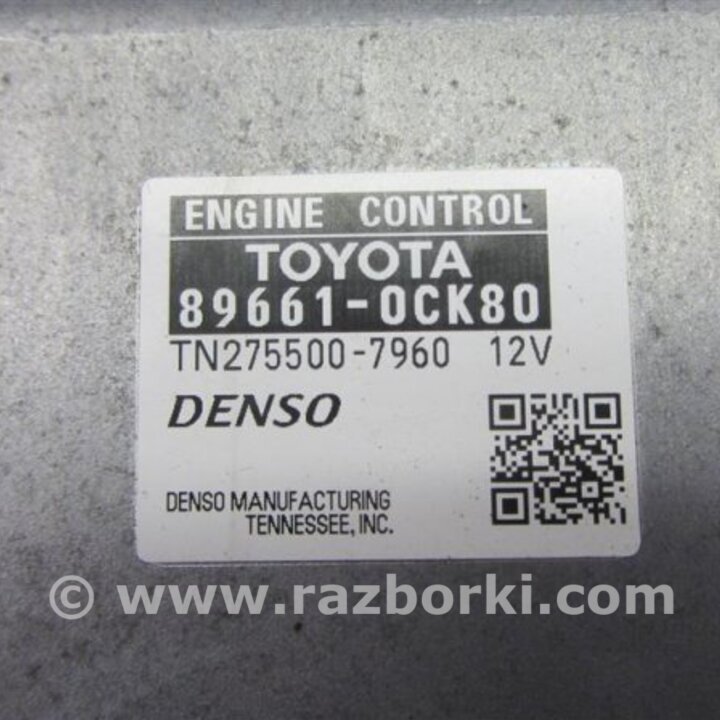 ENGINE CONTROL
TOYOTA
89661-0CK80
TN275500-7960 12V
DENSO
DENSO MANUFACTURING
TENNESSEE, INC.
© www.razborki.com